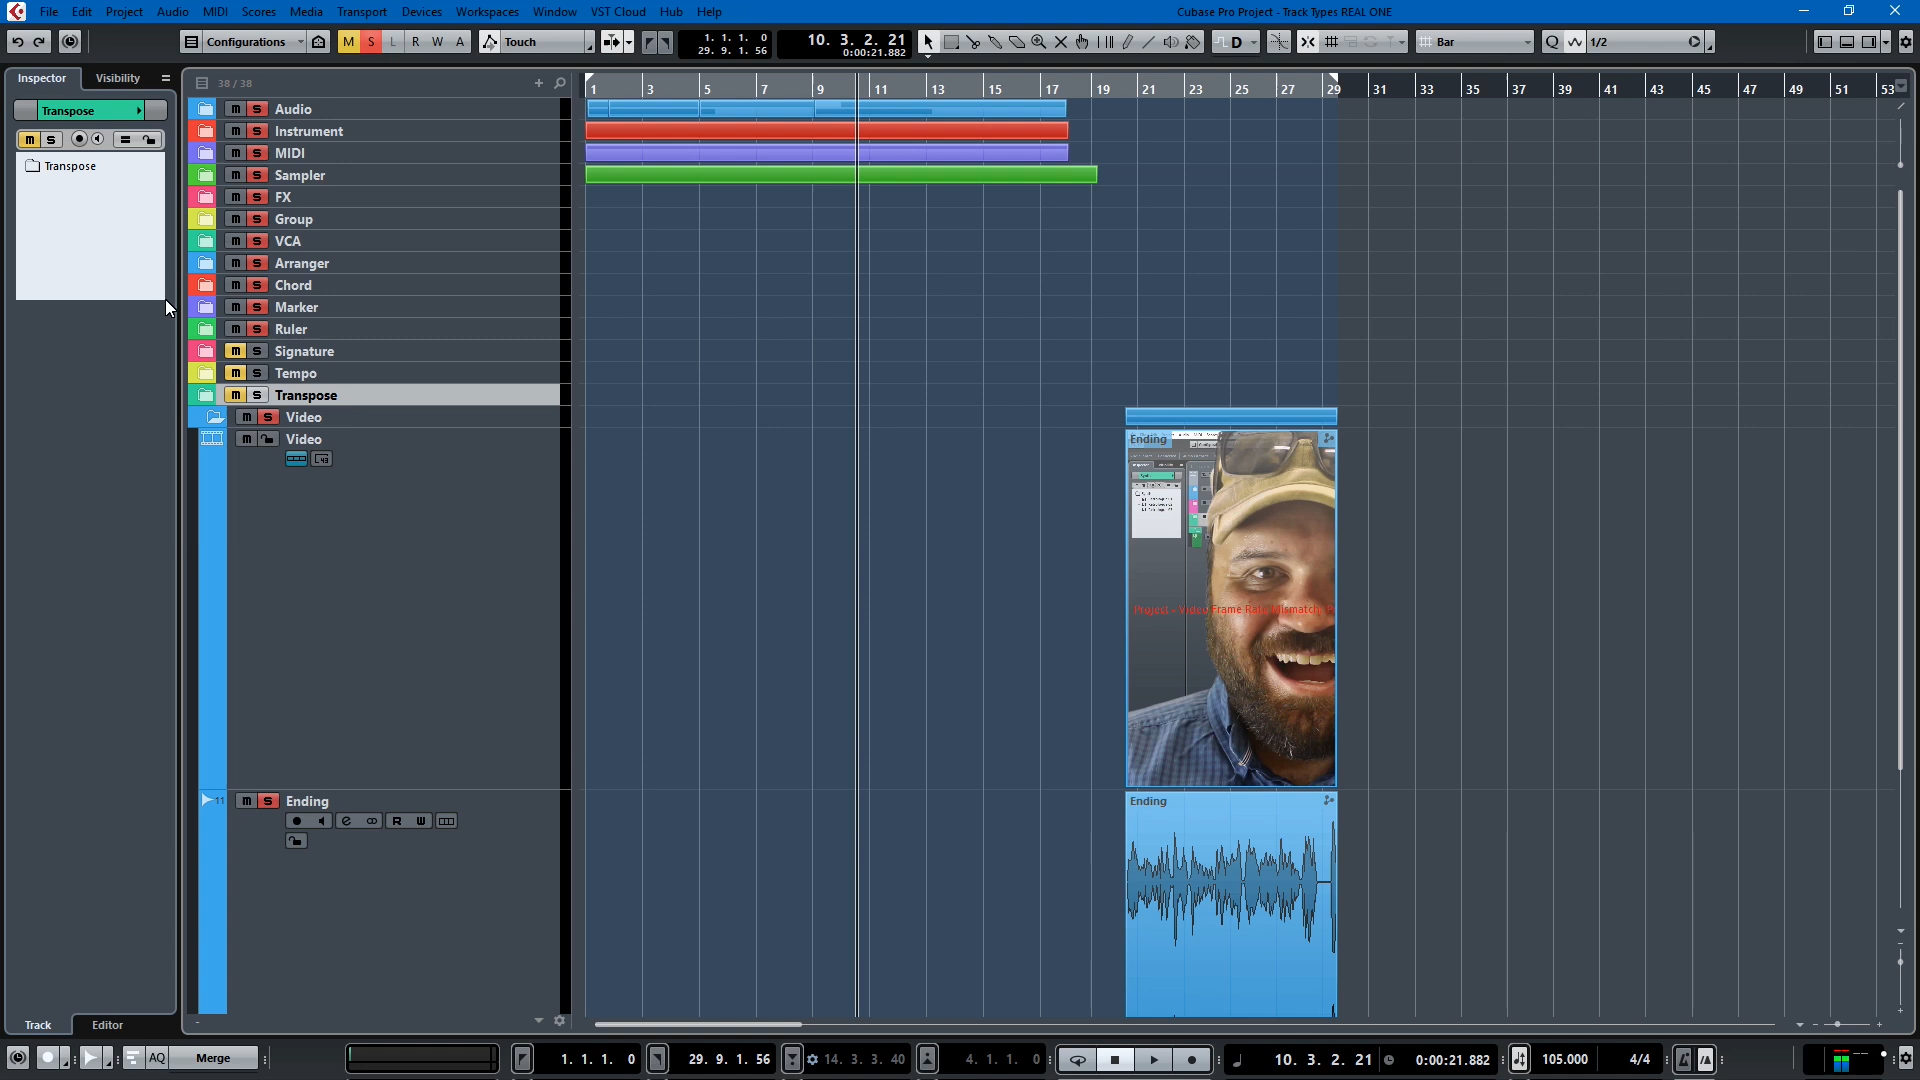 File Edit Project Audio MIDI Scores Media Transport Devices Workspaces Window VST Cloud Hub Help
Cubase Pro Project - Track Types REAL ONE
Configurations M S L R W A Touch
1. 1. 1. 0
29. 9. 1. 56
10. 3. 2. 21
0:00:21.882
D Bar Q 1/2
Inspector Visibility
38 / 38
1 3 5 7 9 11 13 15 17 19 21 23 25 27 29 31 33 35 37 39 41 43 45 47 49 51 53
Transpose
m S
Transpose
m S Audio
m S Instrument
m S MIDI
m S Sampler
m S FX
m S Group
m S VCA
m S Arranger
m S Chord
m S Marker
m S Ruler
m S Signature
m S Tempo
m S Transpose
m S Video
m Video
Ending
Project - Video Frame Rate Mismatch
11 m S Ending
e R W
Ending
Track Editor
AQ Merge
1. 1. 1. 0
29. 9. 1. 56
14. 3. 3. 40
4. 1. 1. 0
10. 3. 2. 21
0:00:21.882
105.000
4/4